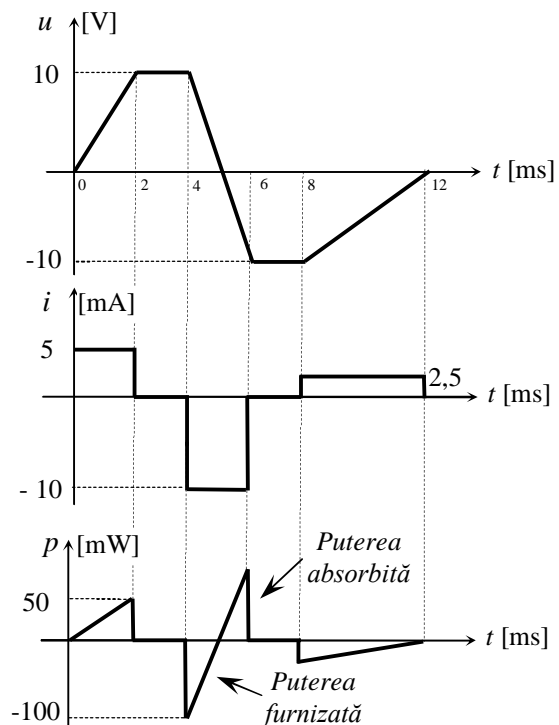 u [V]
10
0 2 4 6 8 12 t [ms]
-10
i [mA]
5
2,5
t [ms]
- 10
p [mW]
Puterea
absorbită
50
t [ms]
Puterea
furnizată
-100